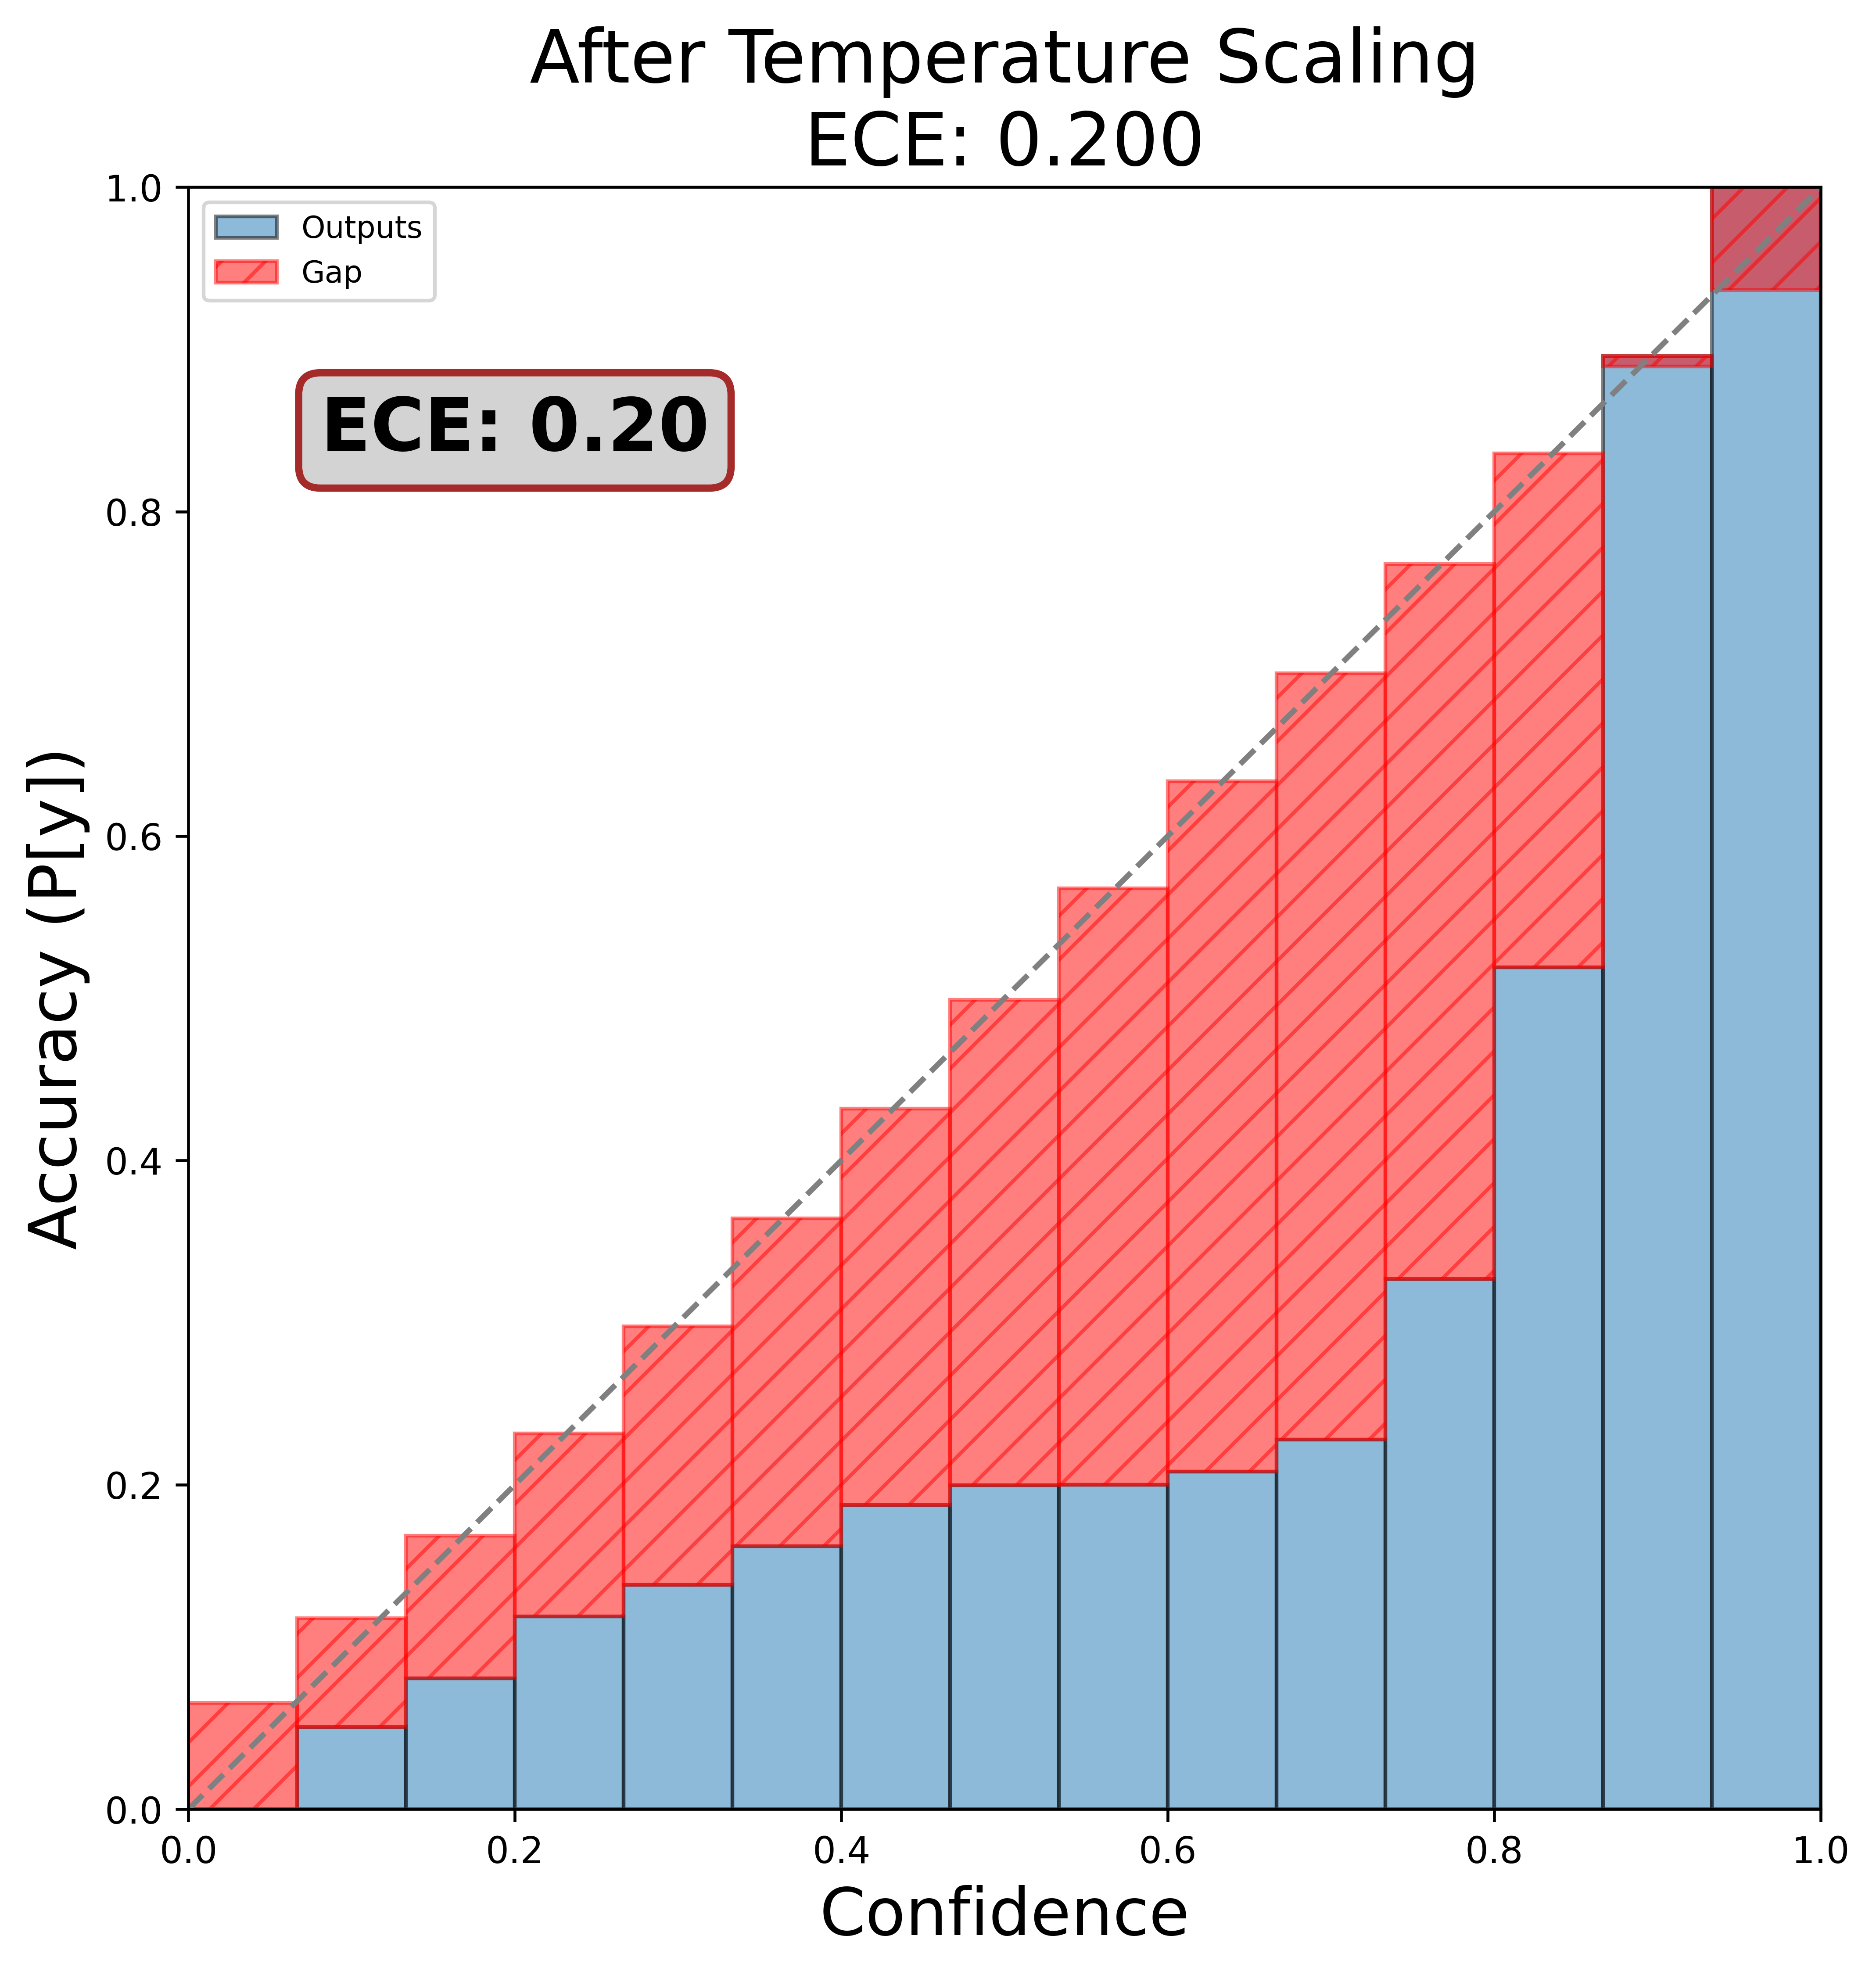 After Temperature Scaling
ECE: 0.200
Outputs
Gap
ECE: 0.20
Accuracy (P[y])
1.0
0.8
0.6
0.4
0.2
0.0
0.0 0.2 0.4 0.6 0.8 1.0
Confidence